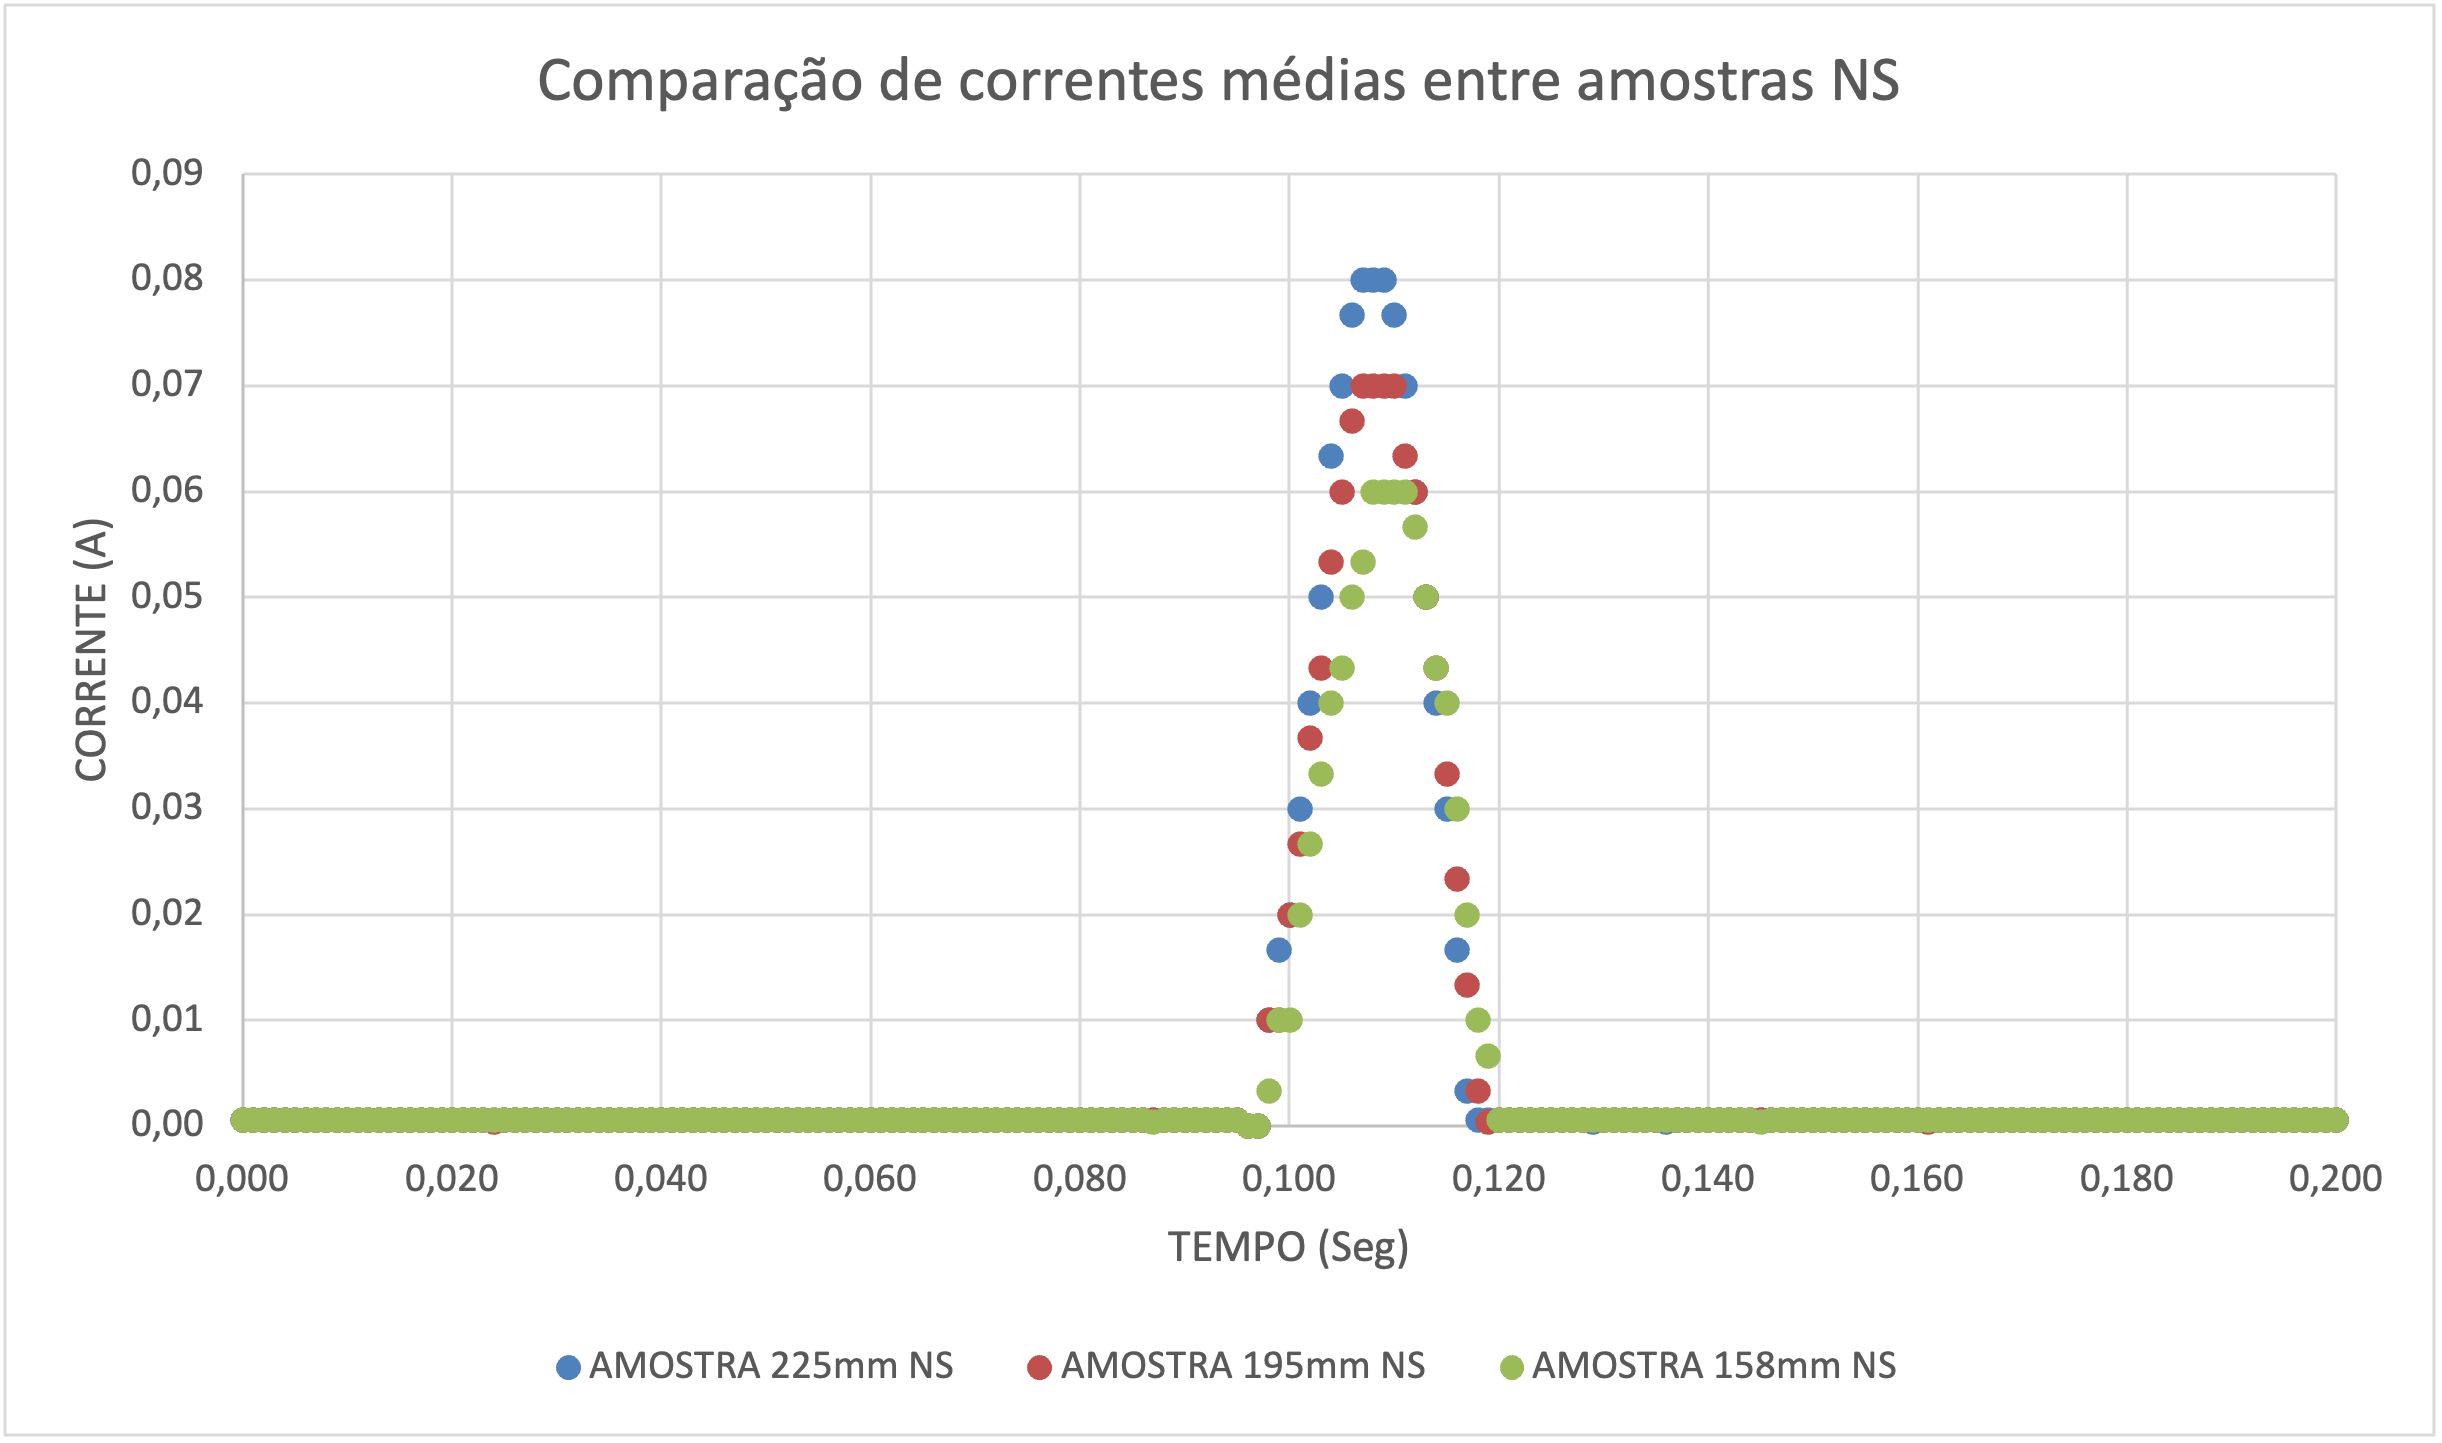 Comparação de correntes médias entre amostras NS
0,09
0,08
0,07
0,06
0,05
0,04
0,03
0,02
0,01
0,00
CORRENTE (A)
0,000 0,020 0,040 0,060 0,080 0,100 0,120 0,140 0,160 0,180 0,200
TEMPO (Seg)
AMOSTRA 225mm NS AMOSTRA 195mm NS AMOSTRA 158mm NS